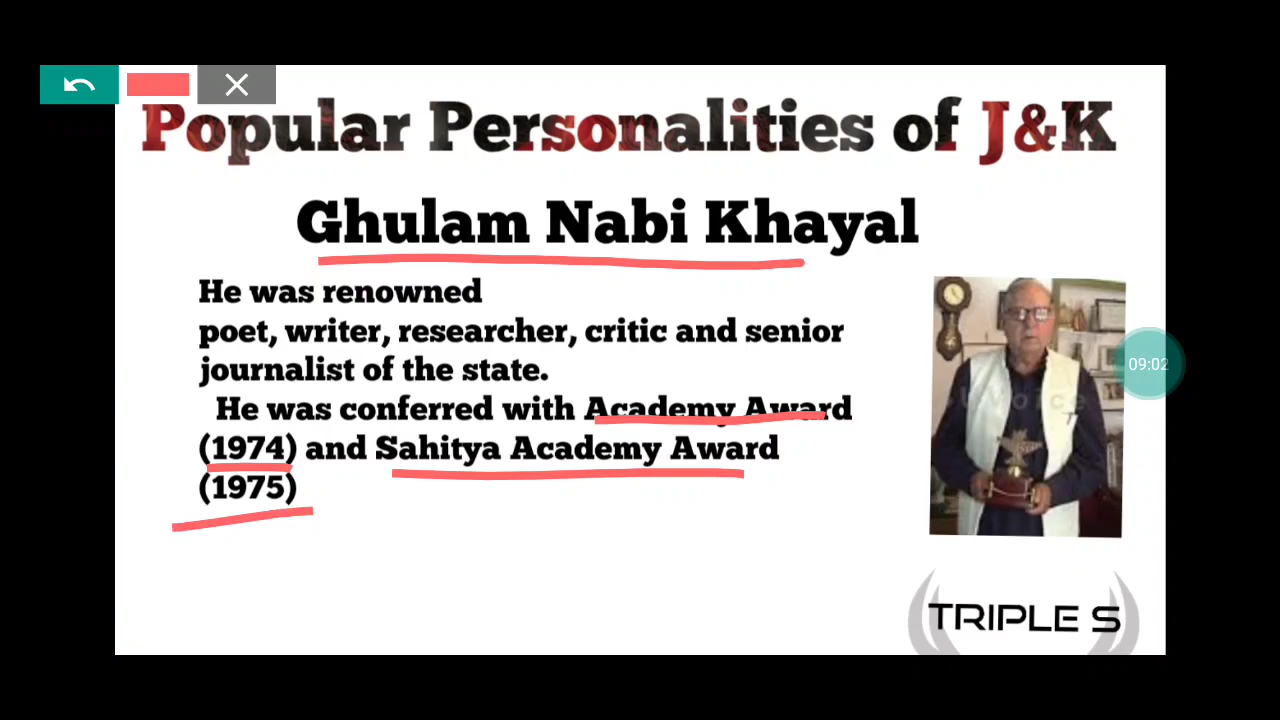 Popular Personalities of J&K
Ghulam Nabi Khayal
He was renowned
poet, writer, researcher, critic and senior
journalist of the state.
He was conferred with Academy Award
(1974) and Sahitya Academy Award
(1975)
09:02
TRIPLE S